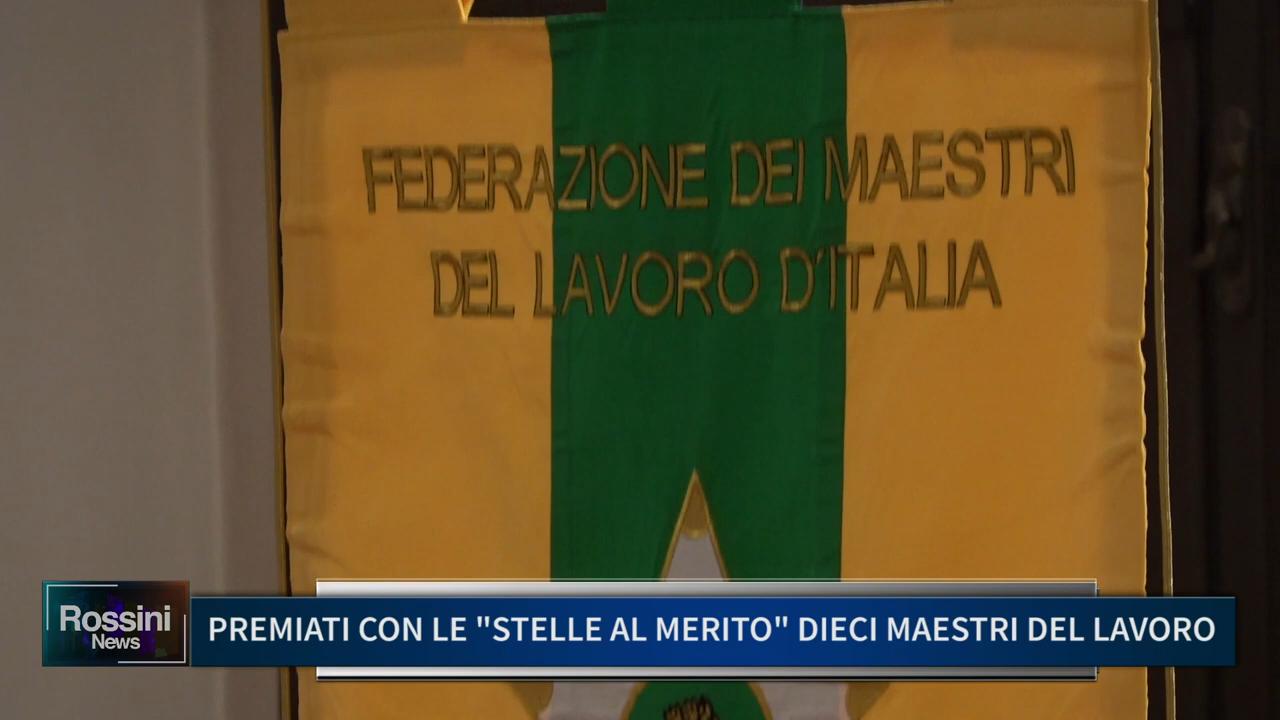 FEDERAZIONE DEI MAESTRI
DEL LAVORO D'ITALIA
Rossini
News
PREMIATI CON LE "STELLE AL MERITO" DIECI MAESTRI DEL LAVORO